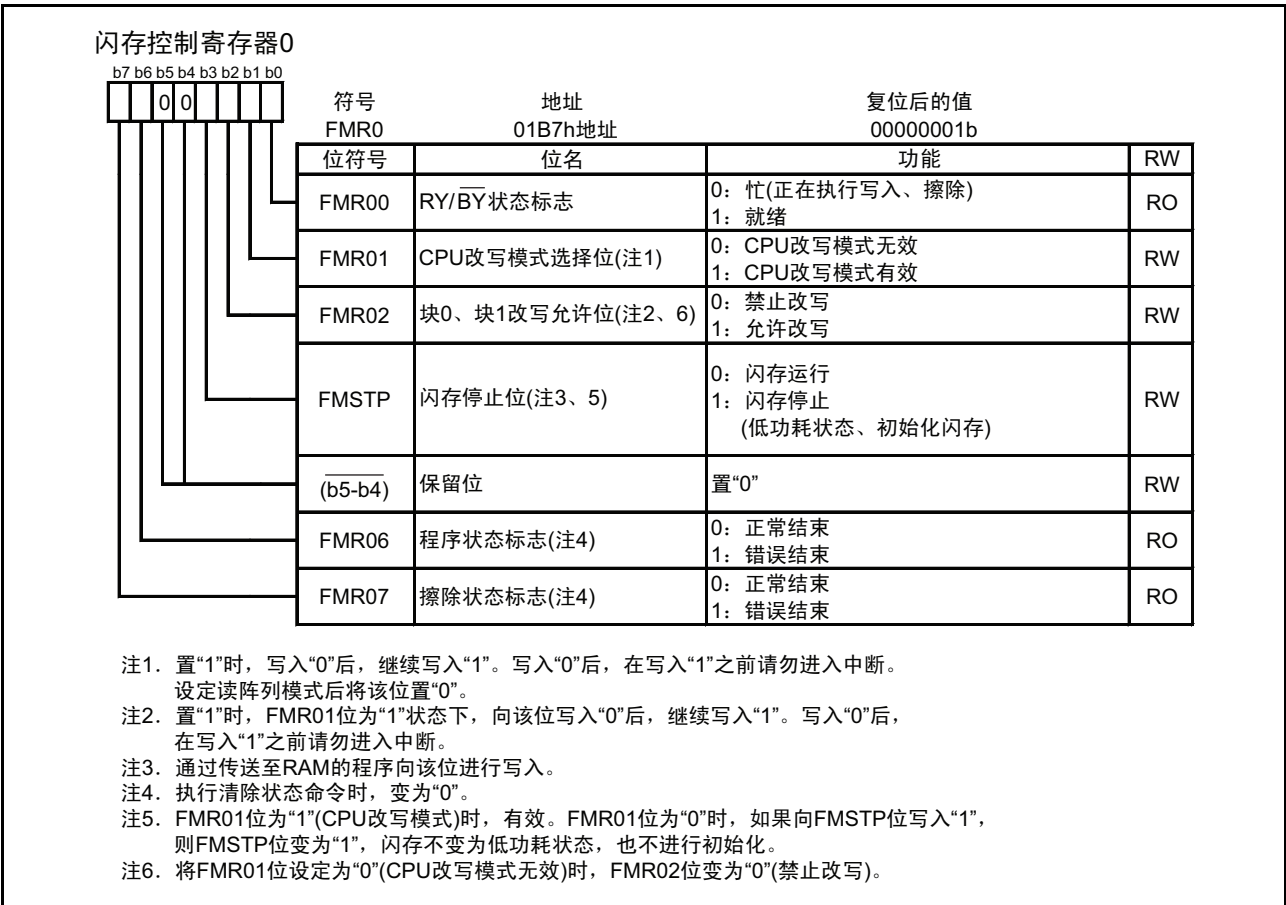 闪存控制寄存器0
b7 b6 b5 b4 b3 b2 b1 b0
0 0
符号 地址 复位后的值
FMR0 01B7h地址 00000001b
位符号 位名 功能 RW
FMR00 RY/BY状态标志 0：忙(正在执行写入、擦除) RO
1：就绪
FMR01 CPU改写模式选择位(注1) 0：CPU改写模式无效 RW
1：CPU改写模式有效
FMR02 块0、块1改写允许位(注2、6) 0：禁止改写 RW
1：允许改写
FMSTP 闪存停止位(注3、5) 0：闪存运行 RW
1：闪存停止
(低功耗状态、初始化闪存)
(b5-b4) 保留位 置“0” RW
FMR06 程序状态标志(注4) 0：正常结束 RO
1：错误结束
FMR07 擦除状态标志(注4) 0：正常结束 RO
1：错误结束
注1．置“1”时，写入“0”后，继续写入“1”。写入“0”后，在写入“1”之前请勿进入中断。
设定读阵列模式后将该位置“0”。
注2．置“1”时，FMR01位为“1”状态下，向该位写入“0”后，继续写入“1”。写入“0”后，
在写入“1”之前请勿进入中断。
注3．通过传送至RAM的程序向该位进行写入。
注4．执行清除状态命令时，变为“0”。
注5．FMR01位为“1”(CPU改写模式)时，有效。FMR01位为“0”时，如果向FMSTP位写入“1”，
则FMSTP位变为“1”，闪存不变为低功耗状态，也不进行初始化。
注6．将FMR01位设定为“0”(CPU改写模式无效)时，FMR02位变为“0”(禁止改写)。